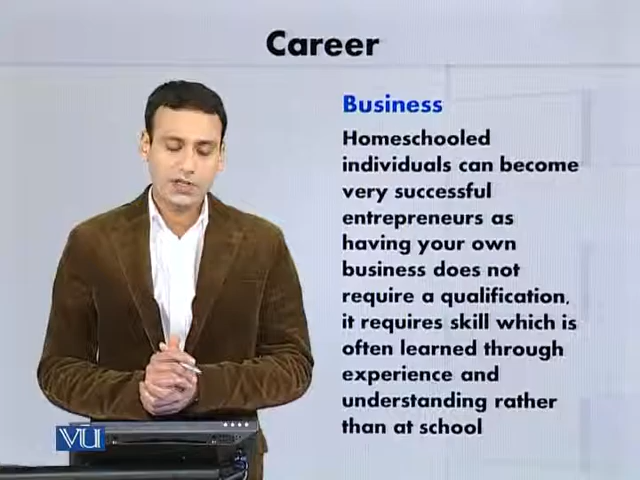 Career
Business
Homeschooled
individuals can become
very successful
entrepreneurs as
having your own
business does not
require a qualification,
it requires skill which is
often learned through
experience and
understanding rather
than at school
VU